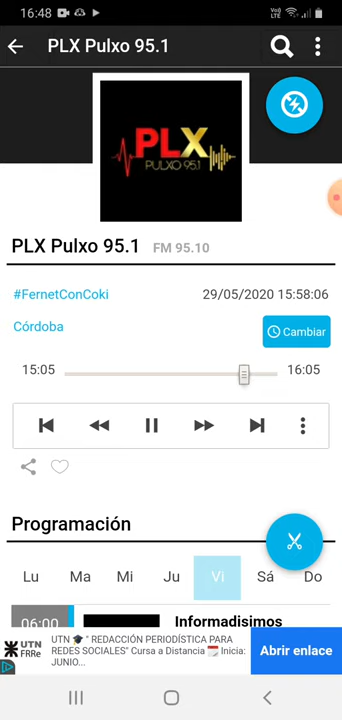 16:48
Vo)) LTE
PLX Pulxo 95.1
PLX
PULXO 95.1
PLX Pulxo 95.1 FM 95.10
#FernetConCoki 29/05/2020 15:58:06
Córdoba Cambiar
15:05 16:05
Programación
Lu Ma Mi Ju Vi Sá Do
06:00 Informadisimos
UTN FRRe
UTN 🎓" REDACCIÓN PERIODÍSTICA PARA
REDES SOCIALES" Cursa a Distancia 📅 Inicia:
JUNIO...
Abrir enlace